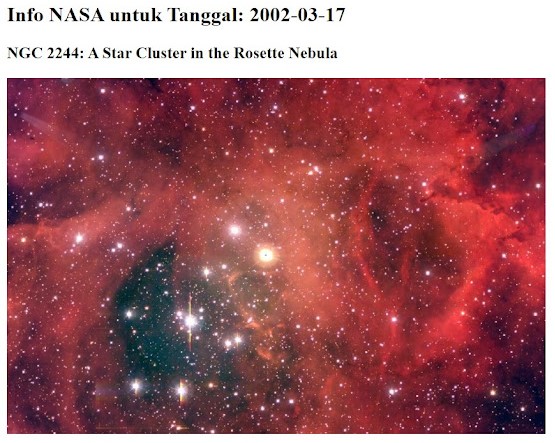 Info NASA untuk Tanggal: 2002-03-17
NGC 2244: A Star Cluster in the Rosette Nebula